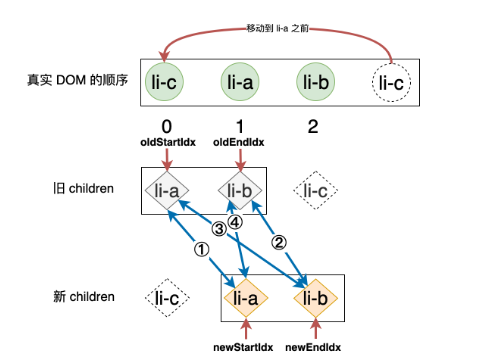 移动到 li-a 之前
真实 DOM 的顺序
li-c li-a li-b li-c
0 1 2
oldStartIdx oldEndIdx
旧 children
li-a li-b li-c
③ ④
① ②
新 children
li-c li-a li-b
newStartIdx newEndIdx